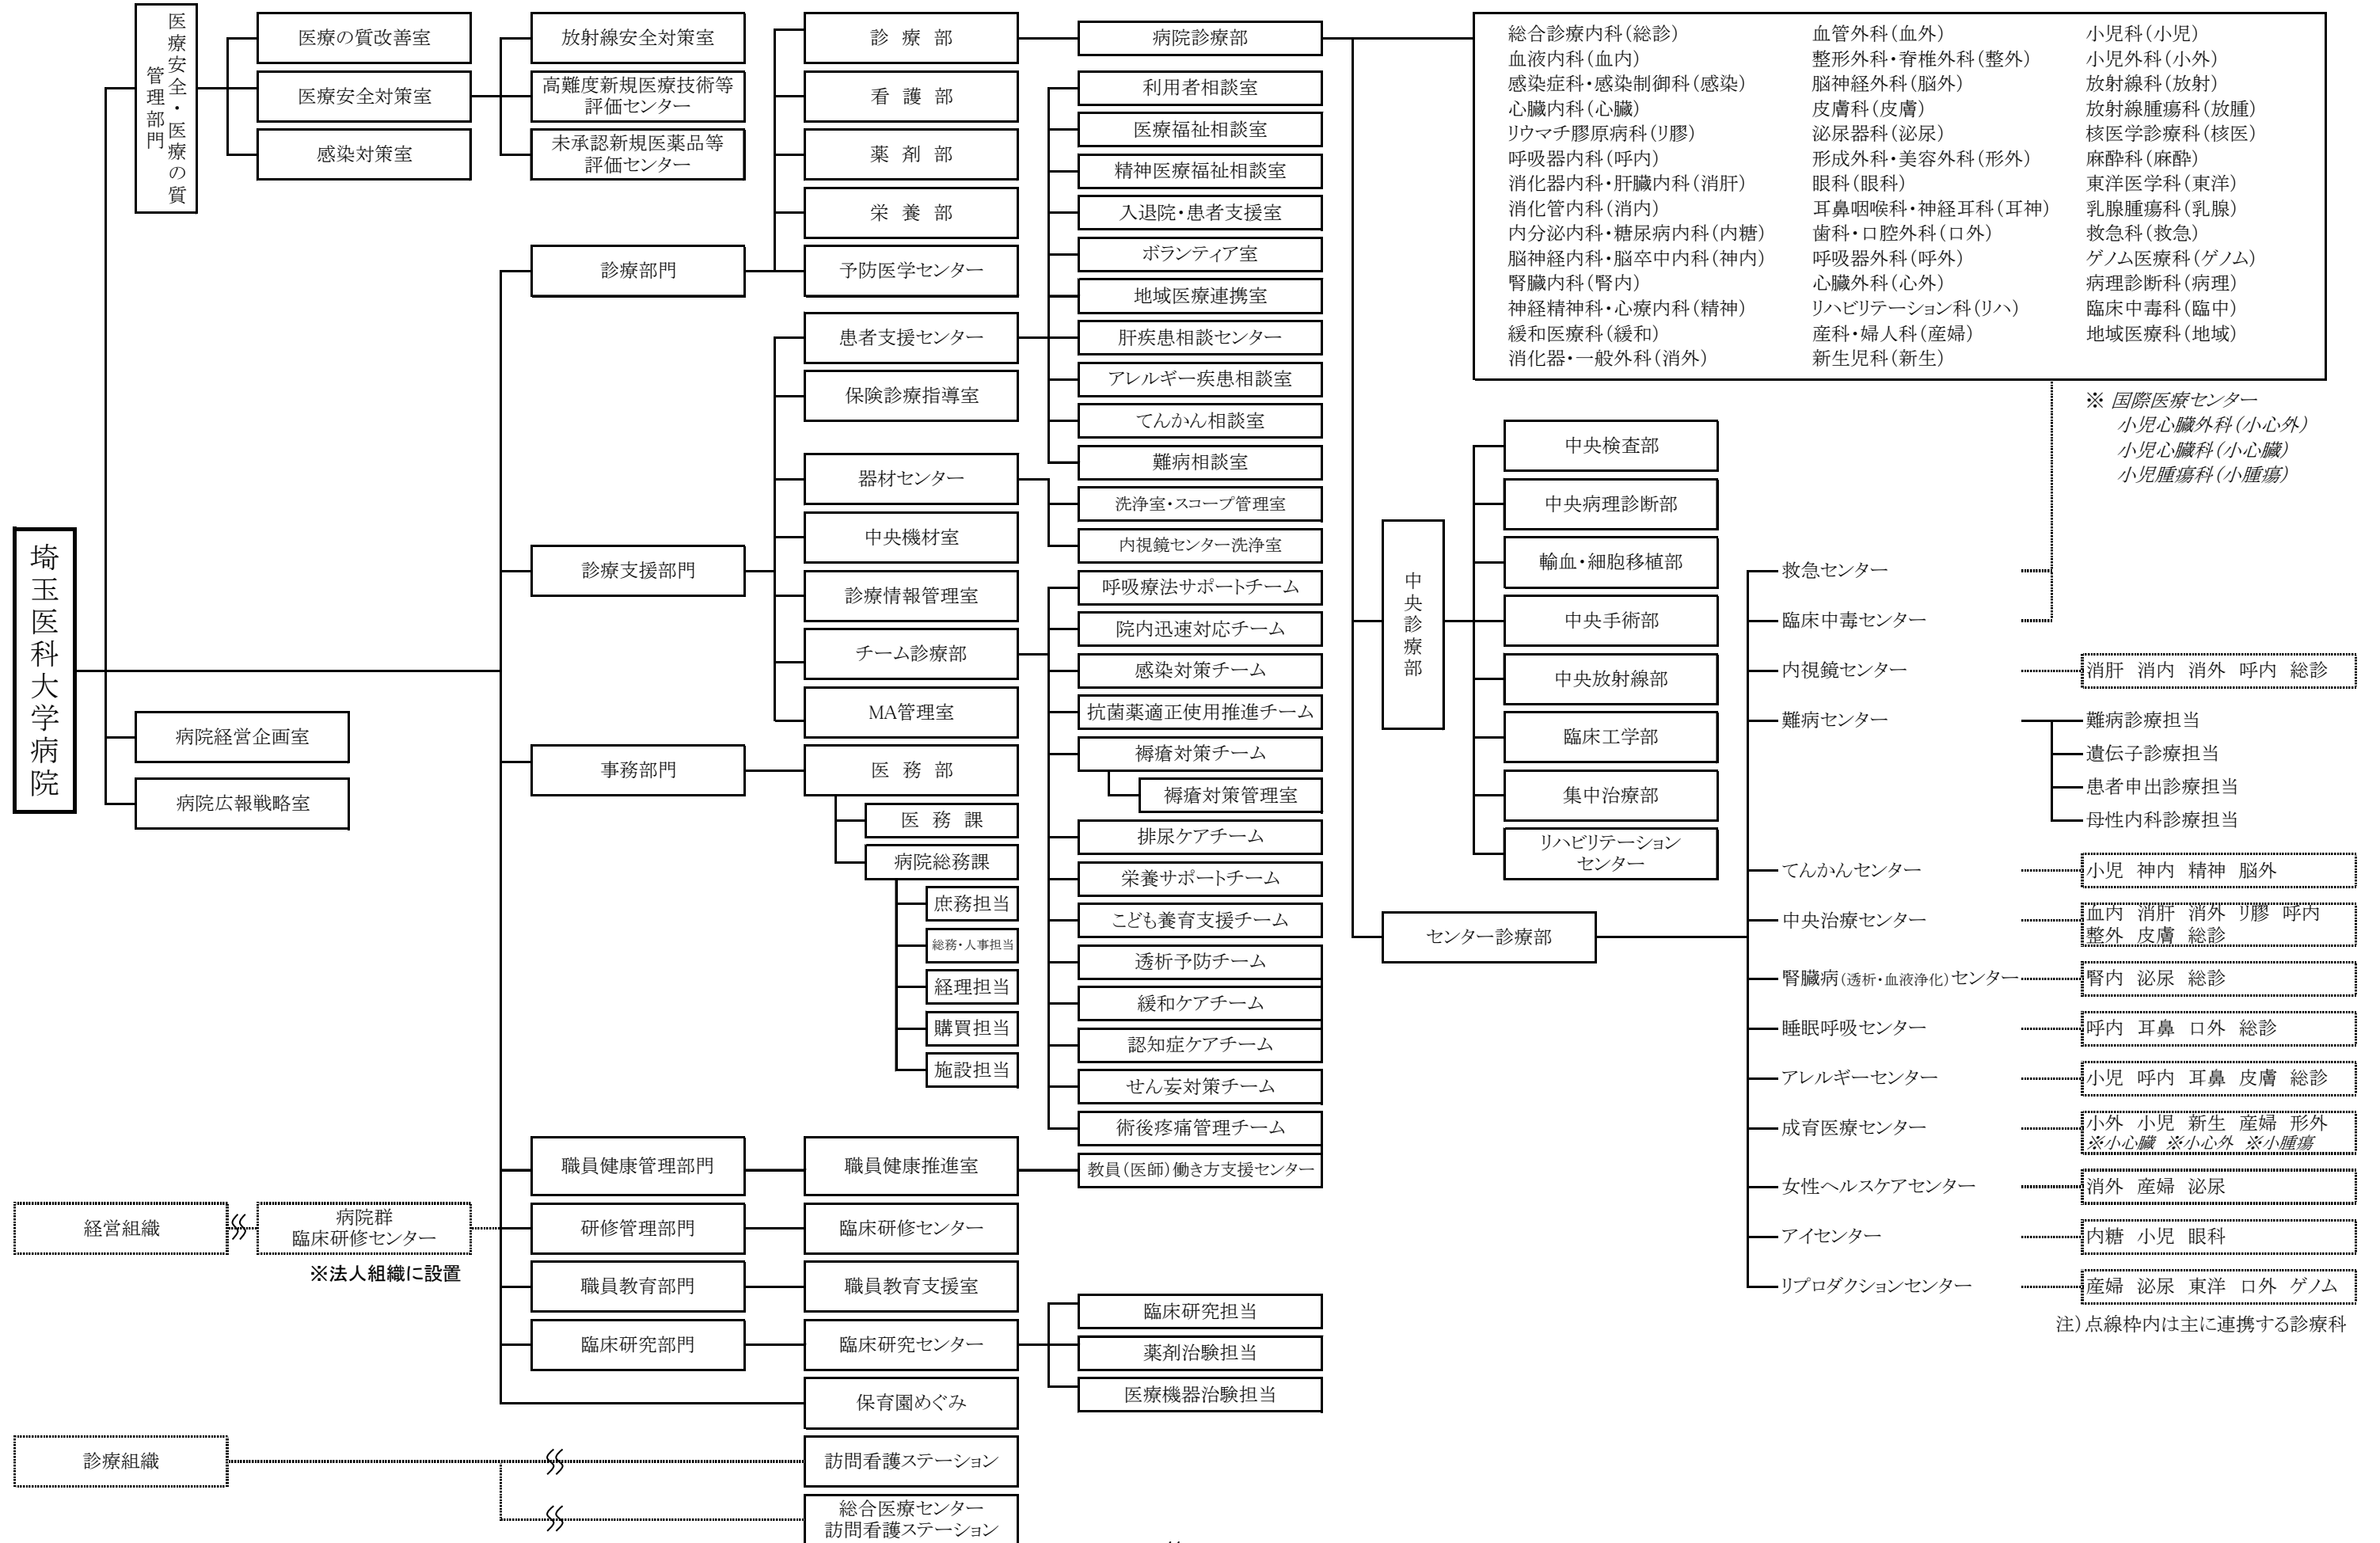 埼玉医科大学病院
医療安全・医療の質
管理部門
医療の質改善室
医療安全対策室
感染対策室
放射線安全対策室
高難度新規医療技術等
評価センター
未承認新規医薬品等
評価センター
病院経営企画室
病院広報戦略室
診療部門
診 療 部
看 護 部
薬 剤 部
栄 養 部
予防医学センター
診療支援部門
患者支援センター
保険診療指導室
器材センター
中央機材室
診療情報管理室
チーム診療部
MA管理室
事務部門
医 務 部
医 務 課
病院総務課
庶務担当
総務・人事担当
経理担当
購買担当
施設担当
職員健康管理部門
職員健康推進室
教員（医師）働き方支援センター
経営組織
病院群
臨床研修センター
※法人組織に設置
研修管理部門
臨床研修センター
職員教育部門
職員教育支援室
臨床研究部門
臨床研究センター
臨床研究担当
薬剤治験担当
医療機器治験担当
保育園めぐみ
診療組織
訪問看護ステーション
総合医療センター
訪問看護ステーション
病院診療部
利用者相談室
医療福祉相談室
精神医療福祉相談室
入退院・患者支援室
ボランティア室
地域医療連携室
肝疾患相談センター
アレルギー疾患相談室
てんかん相談室
難病相談室
洗浄室・スコープ管理室
内視鏡センター洗浄室
呼吸療法サポートチーム
院内迅速対応チーム
感染対策チーム
抗菌薬適正使用推進チーム
褥瘡対策チーム
褥瘡対策管理室
排尿ケアチーム
栄養サポートチーム
こども養育支援チーム
透析予防チーム
緩和ケアチーム
認知症ケアチーム
せん妄対策チーム
術後疼痛管理チーム
総合診療内科（総診）
血液内科（血内）
感染症科・感染制御科（感染）
心臓内科（心臓）
リウマチ膠原病科（リ膠）
呼吸器内科（呼内）
消化器内科・肝臓内科（消肝）
消化管内科（消内）
内分泌内科・糖尿病内科（内糖）
脳神経内科・脳卒中内科（神内）
腎臓内科（腎内）
神経精神科・心療内科（精神）
緩和医療科（緩和）
消化器・一般外科（消外）
血管外科（血外）
整形外科・脊椎外科（整外）
脳神経外科（脳外）
皮膚科（皮膚）
泌尿器科（泌尿）
形成外科・美容外科（形外）
眼科（眼科）
耳鼻咽喉科・神経耳科（耳神）
歯科・口腔外科（口外）
呼吸器外科（呼外）
心臓外科（心外）
リハビリテーション科（リハ）
産科・婦人科（産婦）
新生児科（新生）
小児科（小児）
小児外科（小外）
放射線科（放射）
放射線腫瘍科（放腫）
核医学診療科（核医）
麻酔科（麻酔）
東洋医学科（東洋）
乳腺腫瘍科（乳腺）
救急科（救急）
ゲノム医療科（ゲノム）
病理診断科（病理）
臨床中毒科（臨中）
地域医療科（地域）
※ 国際医療センター
小児心臓外科（小心外）
小児心臓科（小心臓）
小児腫瘍科（小腫瘍）
中央診療部
中央検査部
中央病理診断部
輸血・細胞移植部
中央手術部
中央放射線部
臨床工学部
集中治療部
リハビリテーション
センター
センター診療部
救急センター
臨床中毒センター
内視鏡センター
消肝 消内 消外 呼内 総診
難病センター
難病診療担当
遺伝子診療担当
患者申出診療担当
母性内科診療担当
てんかんセンター
小児 神内 精神 脳外
中央治療センター
血内 消肝 消外 リ膠 呼内
整外 皮膚 総診
腎臓病（透析・血液浄化）センター
腎内 泌尿 総診
睡眠呼吸センター
呼内 耳鼻 口外 総診
アレルギーセンター
小児 呼内 耳鼻 皮膚 総診
成育医療センター
小外 小児 新生 産婦 形外
※小心臓 ※小心外 ※小腫瘍
女性ヘルスケアセンター
消外 産婦 泌尿
アイセンター
内糖 小児 眼科
リプロダクションセンター
産婦 泌尿 東洋 口外 ゲノム
注）点線枠内は主に連携する診療科